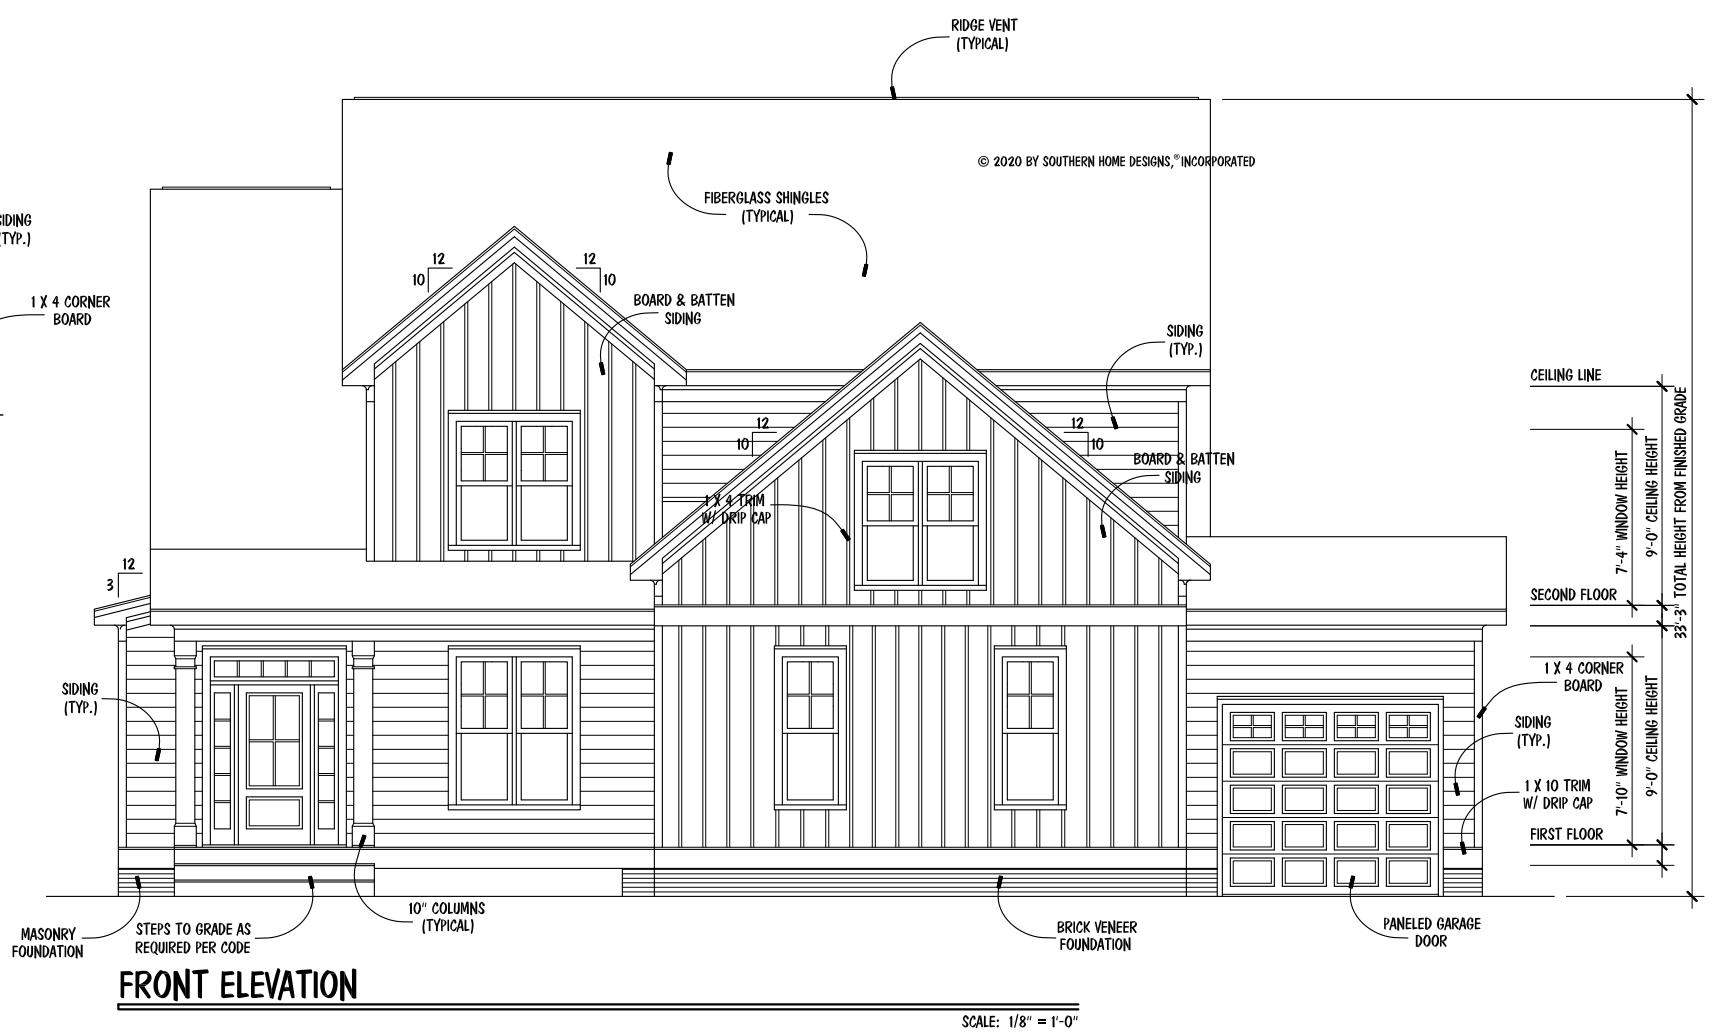 RIDGE VENT
(TYPICAL)
© 2020 BY SOUTHERN HOME DESIGNS,® INCORPORATED
FIBERGLASS SHINGLES
(TYPICAL)
SIDING
(TYP.)
1 X 4 CORNER
BOARD
12
10
12
10
BOARD & BATTEN
SIDING
SIDING
(TYP.)
CEILING LINE
12
10
12
10
BOARD & BATTEN
SIDING
1 X 4 TRIM
W/ DRIP CAP
7'-4" WINDOW HEIGHT
9'-0" CEILING HEIGHT
33'-3" TOTAL HEIGHT FROM FINISHED GRADE
12
3
SECOND FLOOR
SIDING
(TYP.)
1 X 4 CORNER
BOARD
SIDING
(TYP.)
7'-10" WINDOW HEIGHT
9'-0" CEILING HEIGHT
1 X 10 TRIM
W/ DRIP CAP
FIRST FLOOR
MASONRY
FOUNDATION
STEPS TO GRADE AS
REQUIRED PER CODE
10" COLUMNS
(TYPICAL)
BRICK VENEER
FOUNDATION
PANELED GARAGE
DOOR
FRONT ELEVATION
SCALE: 1/8" = 1'-0"